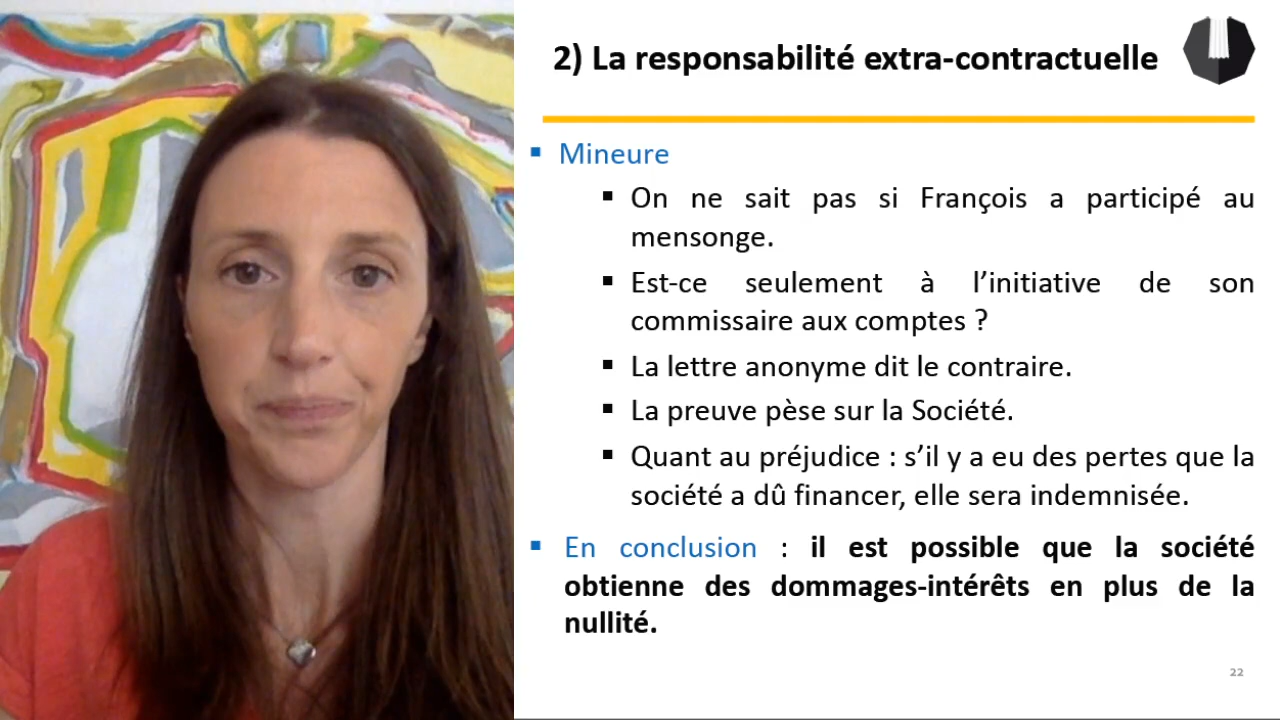 2) La responsabilité extra-contractuelle
Mineure
On ne sait pas si François a participé au
mensonge.
Est-ce seulement à l’initiative de son
commissaire aux comptes ?
La lettre anonyme dit le contraire.
La preuve pèse sur la Société.
Quant au préjudice : s’il y a eu des pertes que la
société a dû financer, elle sera indemnisée.
En conclusion : il est possible que la société
obtienne des dommages-intérêts en plus de la
nullité.
22